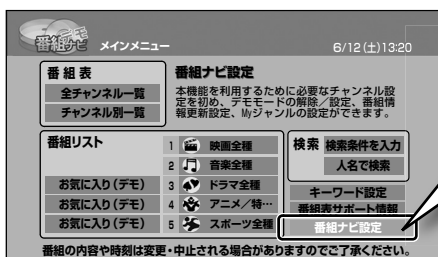 番組ナビ デモ
メインメニュー
6/12(土)13:20
番組表
全チャンネル一覧
チャンネル別一覧
番組ナビ設定
本機能を利用するために必要なチャンネル設
定を初め、デモモードの解除／設定、番組情
報更新設定、Myジャンルの設定ができます。
番組リスト
お気に入り（デモ）
お気に入り（デモ）
お気に入り（デモ）
1 映画全種
2 音楽全種
3 ドラマ全種
4 アニメ／特…
5 スポーツ全種
検索 検索条件を入力
人名で検索
キーワード設定
番組表サポート情報
番組ナビ設定
番組の内容や時刻は変更・中止される場合がありますのでご了承ください。